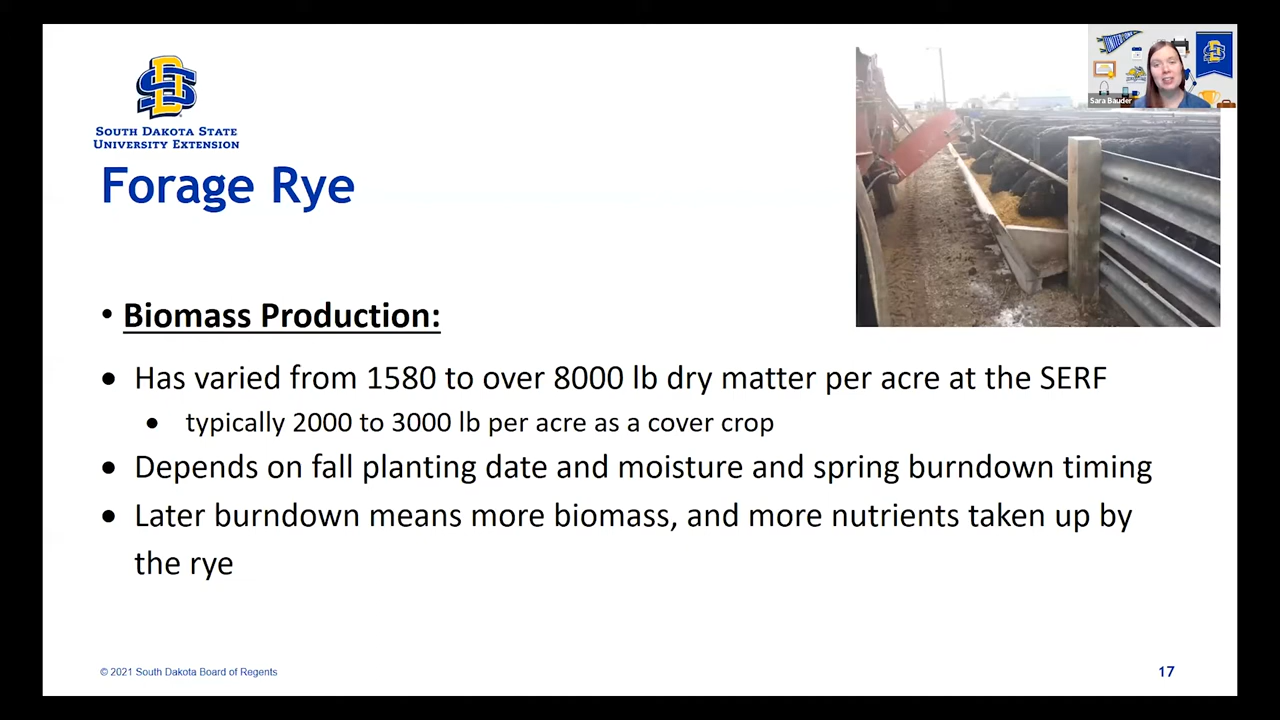 SOUTH DAKOTA STATE
UNIVERSITY EXTENSION
UNITED TOWN
Sara Bauder
Forage Rye
• Biomass Production:
• Has varied from 1580 to over 8000 lb dry matter per acre at the SERF
• typically 2000 to 3000 lb per acre as a cover crop
• Depends on fall planting date and moisture and spring burndown timing
• Later burndown means more biomass, and more nutrients taken up by
the rye
© 2021 South Dakota Board of Regents
17